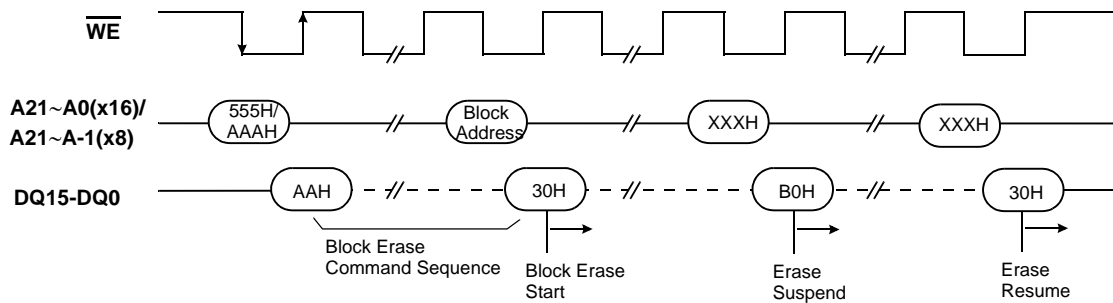 WE
A21~A0(x16)/
A21~A-1(x8)
555H/
AAAH
Block
Address
XXXH
XXXH
DQ15-DQ0
AAH
30H
B0H
30H
Block Erase
Command Sequence
Block Erase
Start
Erase
Suspend
Erase
Resume